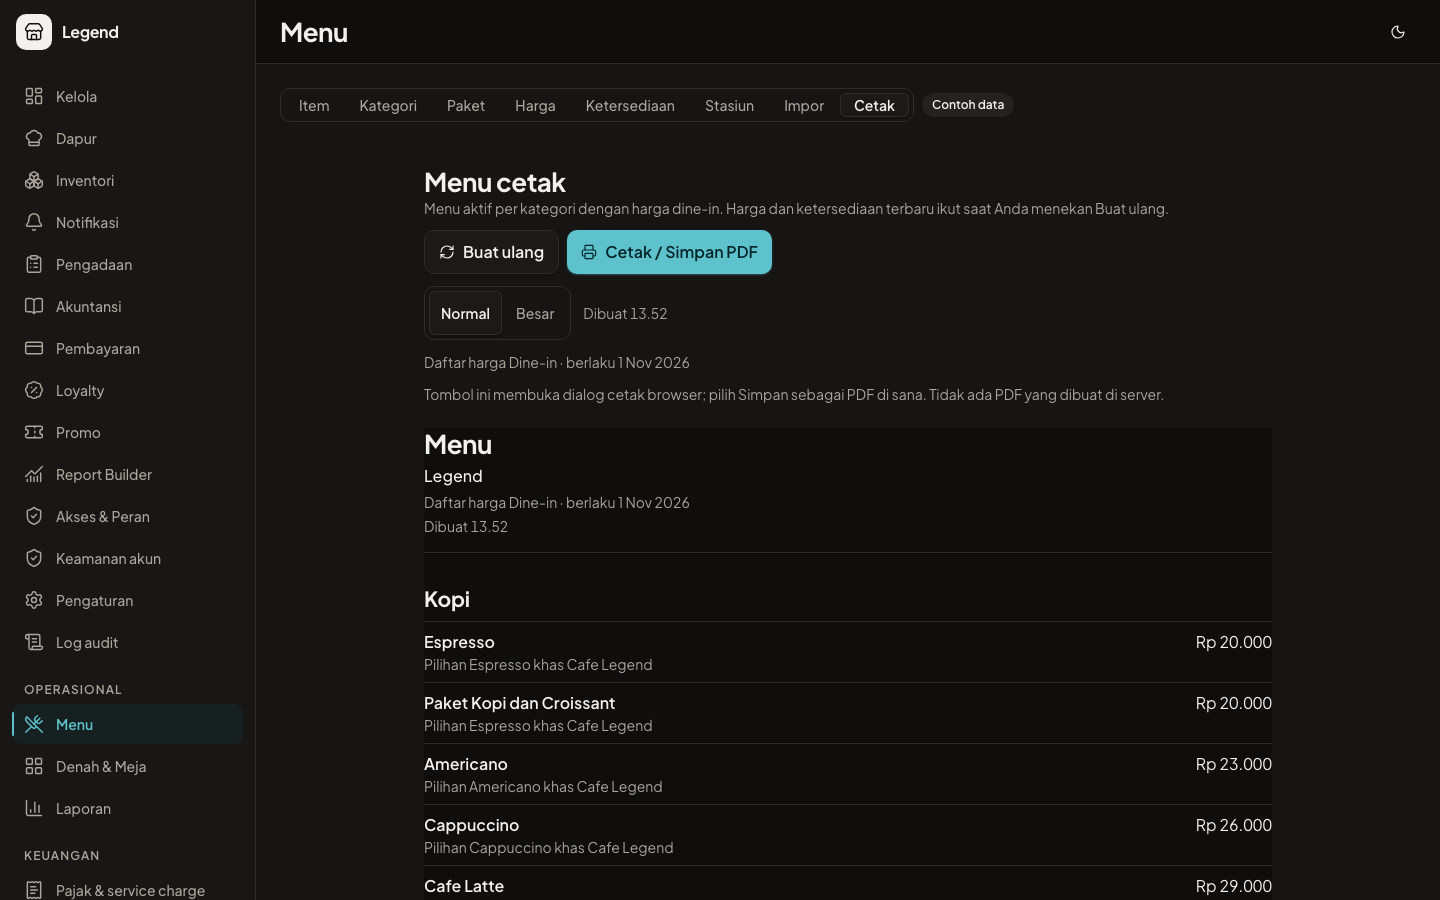 Legend
Menu
Kelola
Dapur
Inventori
Notifikasi
Pengadaan
Akuntansi
Pembayaran
Loyalty
Promo
Report Builder
Akses & Peran
Keamanan akun
Pengaturan
Log audit
OPERASIONAL
Menu
Denah & Meja
Laporan
KEUANGAN
Pajak & service charge
Item
Kategori
Paket
Harga
Ketersediaan
Stasiun
Impor
Cetak
Contoh data
Menu cetak
Menu aktif per kategori dengan harga dine-in. Harga dan ketersediaan terbaru ikut saat Anda menekan Buat ulang.
Buat ulang
Cetak / Simpan PDF
Normal
Besar
Dibuat 13.52
Daftar harga Dine-in · berlaku 1 Nov 2026
Tombol ini membuka dialog cetak browser; pilih Simpan sebagai PDF di sana. Tidak ada PDF yang dibuat di server.
Menu
Legend
Daftar harga Dine-in · berlaku 1 Nov 2026
Dibuat 13.52
Kopi
Espresso Rp 20.000
Pilihan Espresso khas Cafe Legend
Paket Kopi dan Croissant Rp 20.000
Pilihan Espresso khas Cafe Legend
Americano Rp 23.000
Pilihan Americano khas Cafe Legend
Cappuccino Rp 26.000
Pilihan Cappuccino khas Cafe Legend
Cafe Latte Rp 29.000